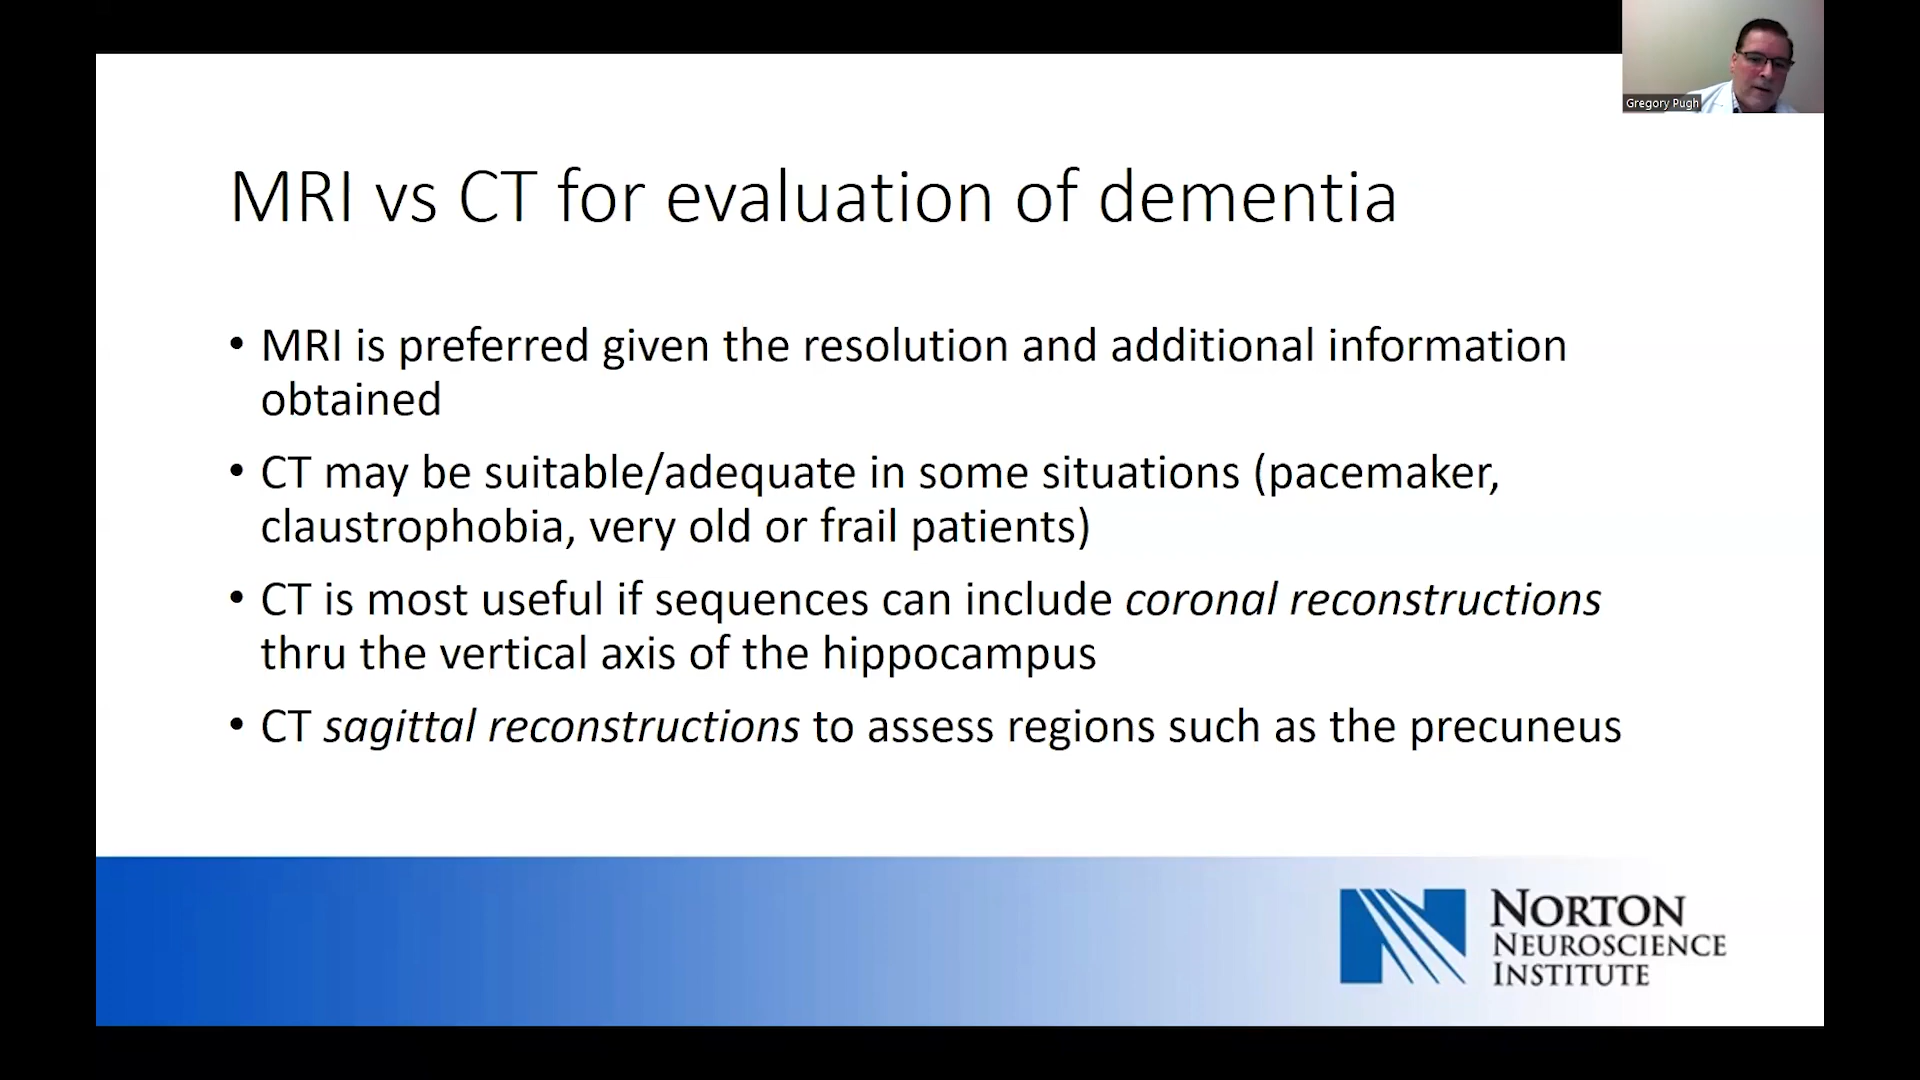 Gregory Pugh
MRI vs CT for evaluation of dementia
• MRI is preferred given the resolution and additional information
obtained
• CT may be suitable/adequate in some situations (pacemaker,
claustrophobia, very old or frail patients)
• CT is most useful if sequences can include coronal reconstructions
thru the vertical axis of the hippocampus
• CT sagittal reconstructions to assess regions such as the precuneus
NORTON
NEUROSCIENCE
INSTITUTE